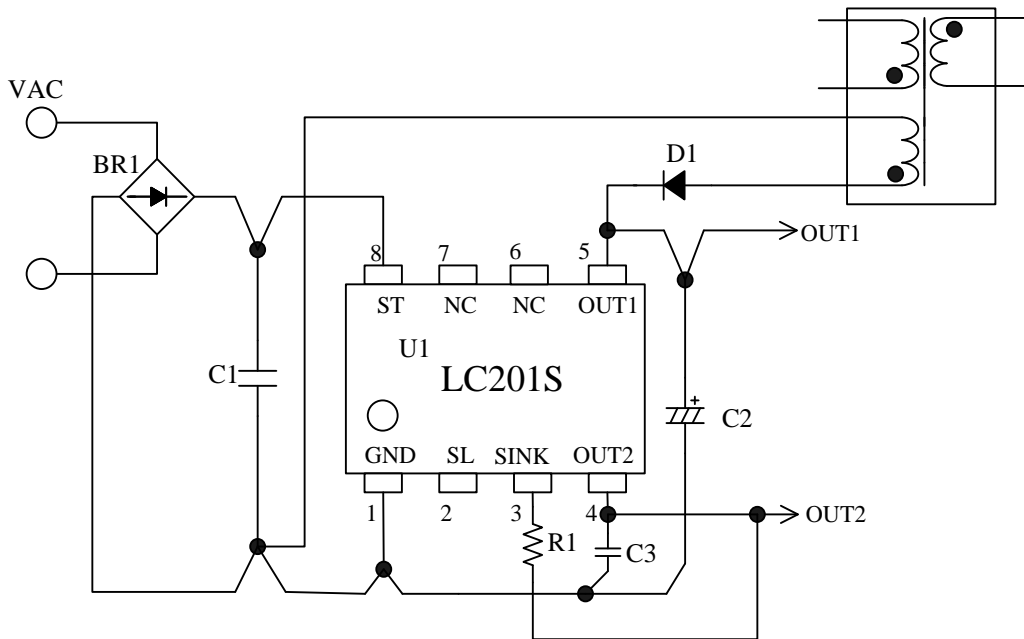 VAC
BR1
D1
OUT1
8
7
6
5
ST
NC
NC
OUT1
U1
C1
LC201S
+
C2
GND
SL
SINK
OUT2
1
2
3
4
OUT2
R1
C3